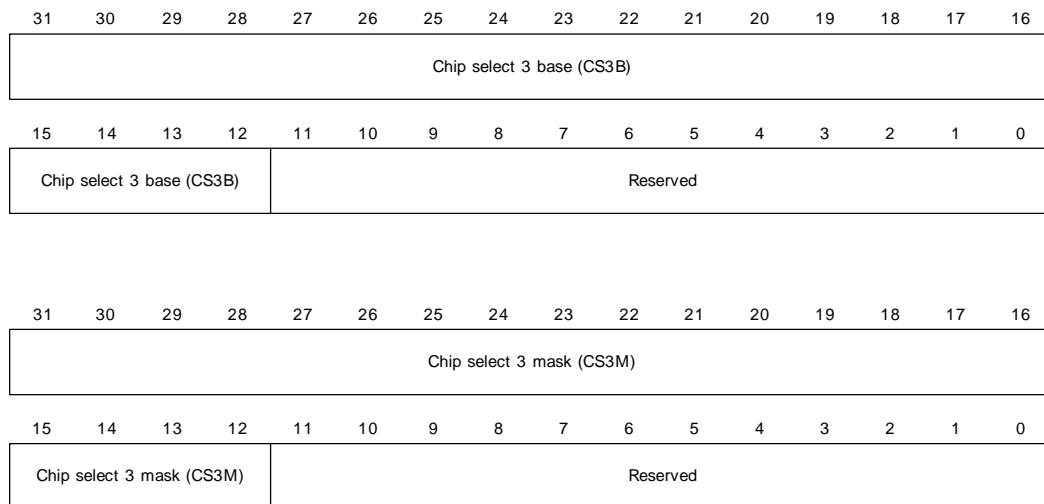 31 30 29 28 27 26 25 24 23 22 21 20 19 18 17 16
Chip select 3 base (CS3B)
15 14 13 12 11 10 9 8 7 6 5 4 3 2 1 0
Chip select 3 base (CS3B) Reserved
31 30 29 28 27 26 25 24 23 22 21 20 19 18 17 16
Chip select 3 mask (CS3M)
15 14 13 12 11 10 9 8 7 6 5 4 3 2 1 0
Chip select 3 mask (CS3M) Reserved